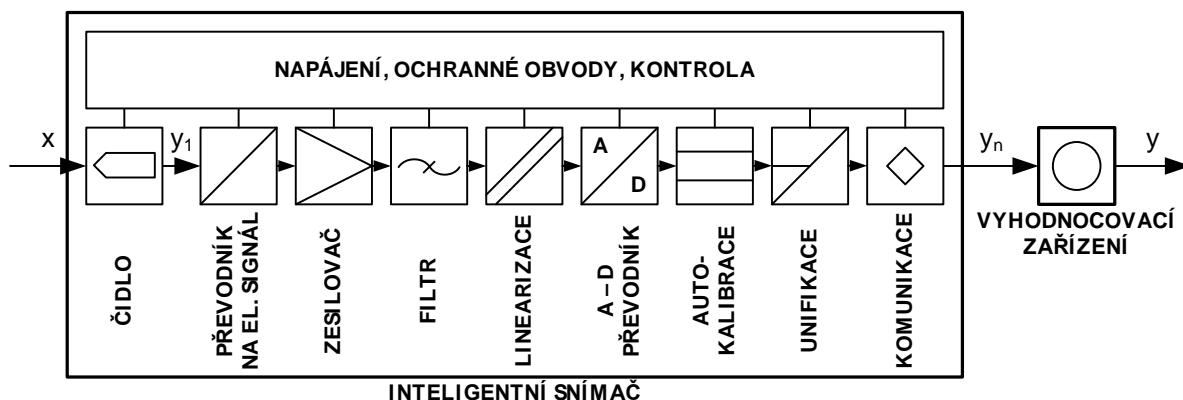 NAPÁJENÍ, OCHRANNÉ OBVODY, KONTROLA
x
y₁
A
D
yₙ
y
ČIDLO
PŘEVODNÍK
NA EL. SIGNÁL
ZESILOVAČ
FILTR
LINEARIZACE
A – D
PŘEVODNÍK
AUTO-
KALIBRACE
UNIFIKACE
KOMUNIKACE
VYHODNOCOVACÍ
ZAŘÍZENÍ
INTELIGENTNÍ SNÍMAČ